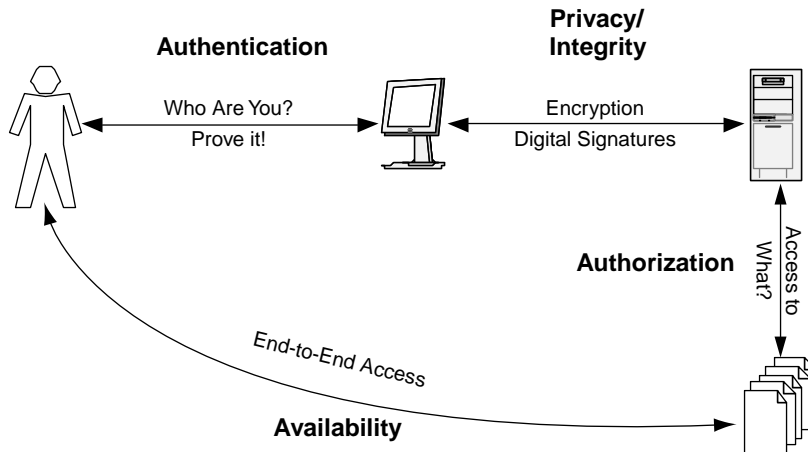 Authentication
Privacy/
Integrity
Who Are You?
Prove it!
Encryption
Digital Signatures
Authorization
Access to
What?
End-to-End Access
Availability